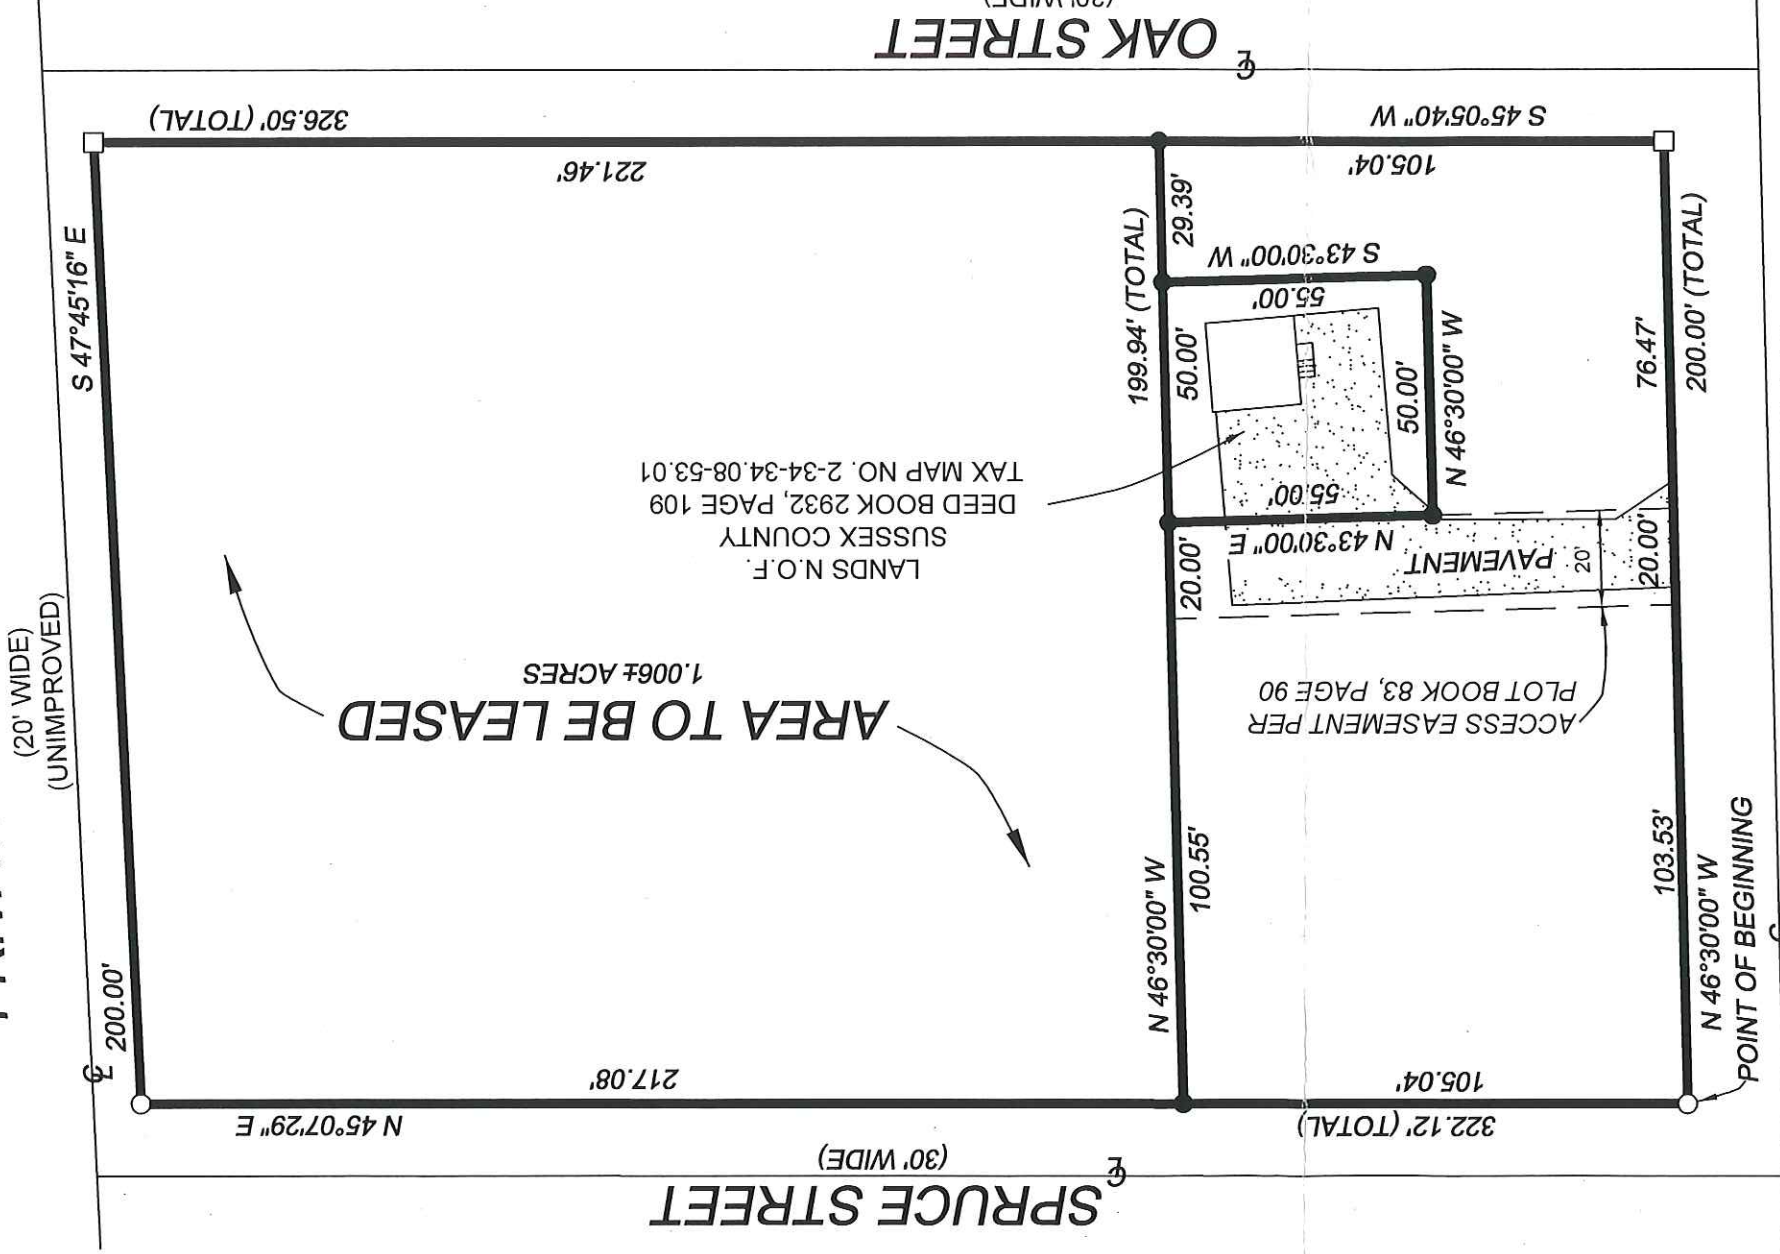 SPRUCE STREET
(30' WIDE)
℄
322.12' (TOTAL)
N 45°07'29" E
105.04'
217.08'
POINT OF BEGINNING
N 46°30'00" W
103.53'
N 46°30'00" W
100.55'
200.00'
℄
ACCESS EASEMENT PER
PLOT BOOK 83, PAGE 90
AREA TO BE LEASED
1.006± ACRES
(20' WIDE)
(UNIMPROVED)
20.00'
20'
PAVEMENT
N 43°30'00" E
20.00'
55.00'
LANDS N.O.F.
SUSSEX COUNTY
DEED BOOK 2932, PAGE 109
TAX MAP NO. 2-34-34.08-53.01
200.00' (TOTAL)
76.47'
N 46°30'00" W
50.00'
50.00'
199.94' (TOTAL)
55.00'
S 43°30'00" W
29.39'
S 47°45'16" E
105.04'
221.46'
S 45°05'40" W
326.50' (TOTAL)
℄
OAK STREET